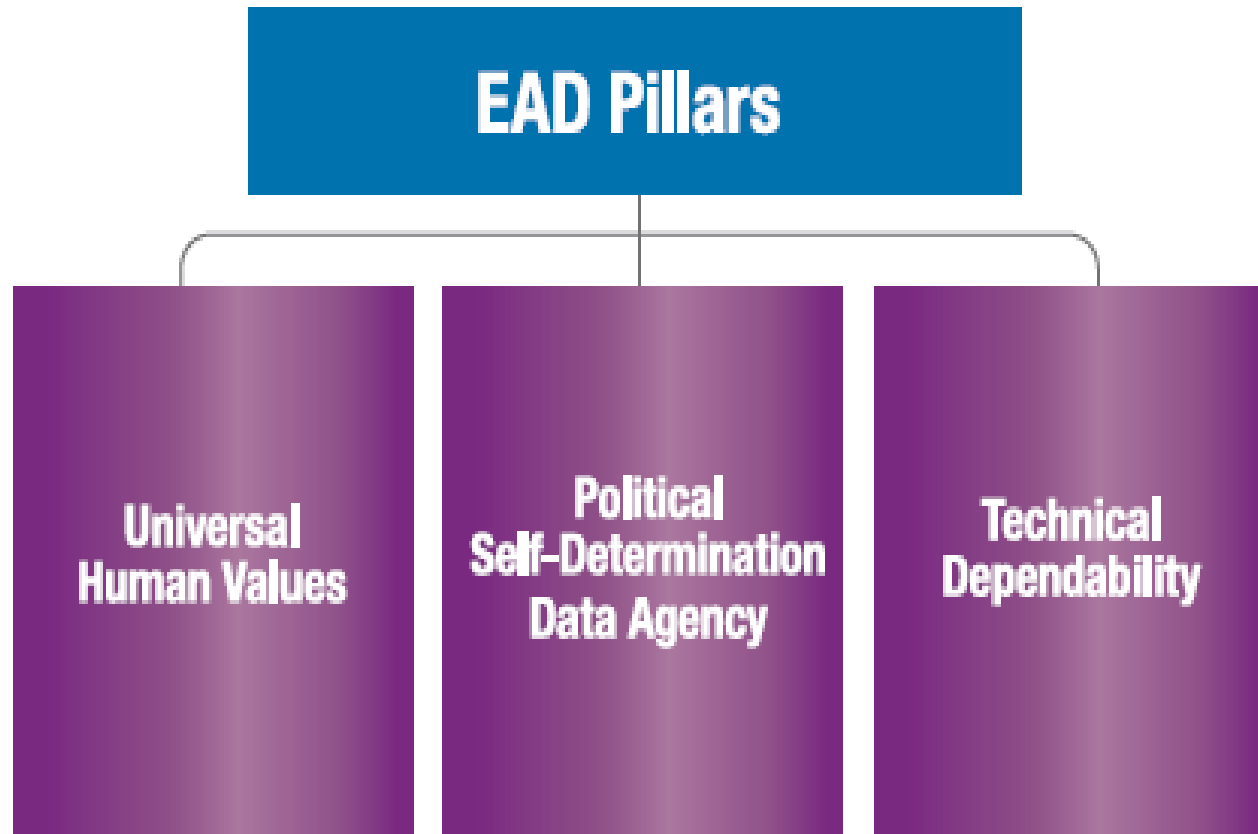 EAD Pillars
Universal
Human Values
Political
Self-Determination
Data Agency
Technical
Dependability